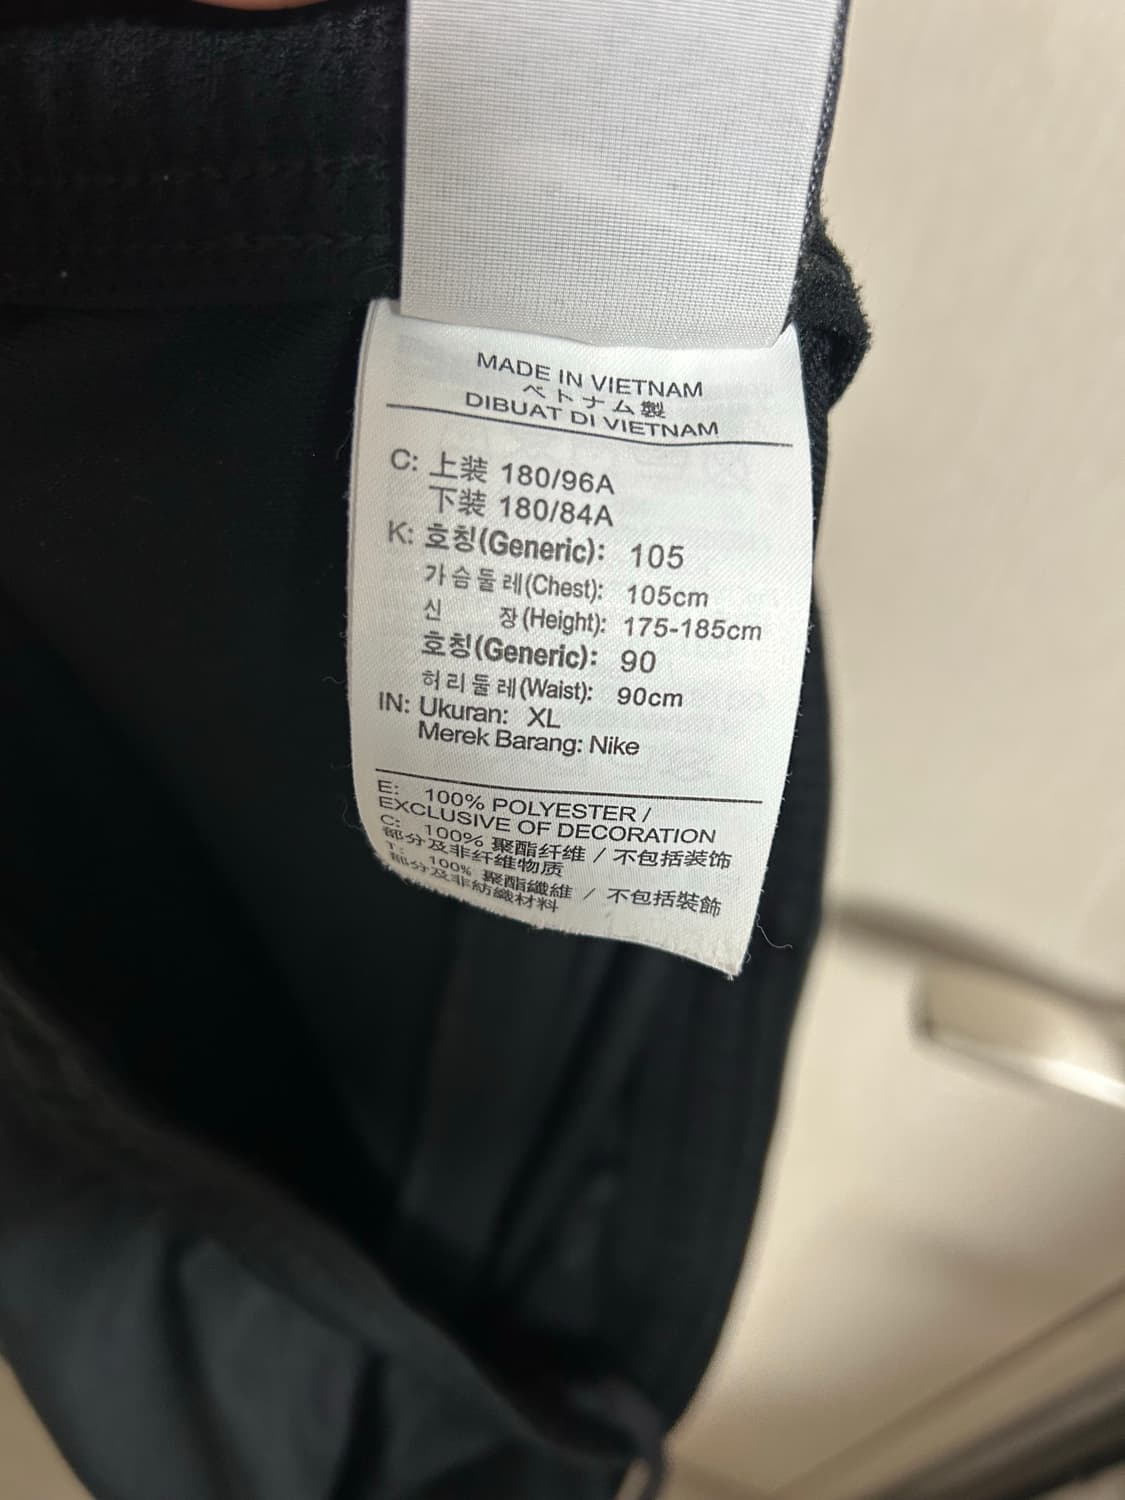 MADE IN VIETNAM
ベトナム製
DIBUAT DI VIETNAM
C: 上装 180/96A
下装 180/84A
K: 호칭(Generic): 105
가슴둘레(Chest): 105cm
신 장(Height): 175-185cm
호칭(Generic): 90
허리둘레(Waist): 90cm
IN: Ukuran: XL
Merek Barang: Nike
E: 100% POLYESTER /
EXCLUSIVE OF DECORATION
C: 100% 聚酯纤维 / 不包括装饰
部分及非纤维物质
T: 100% 聚酯纖維 / 不包括裝飾
部分及非紡織材料